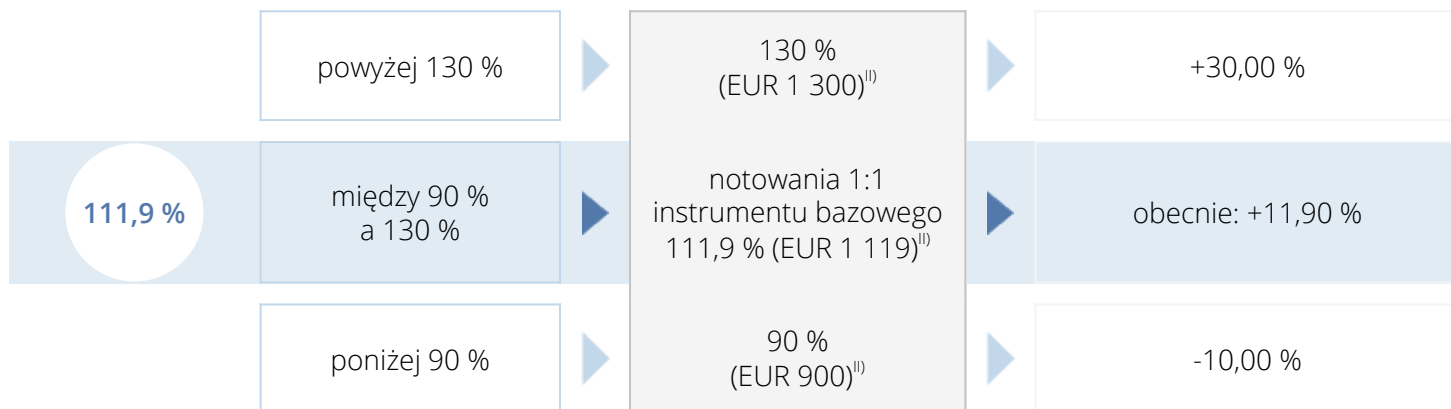 powyżej 130 %
130 %
(EUR 1 300)II)
+30,00 %
111,9 %
między 90 %
a 130 %
notowania 1:1
instrumentu bazowego
111,9 % (EUR 1 119)II)
obecnie: +11,90 %
poniżej 90 %
90 %
(EUR 900)II)
-10,00 %